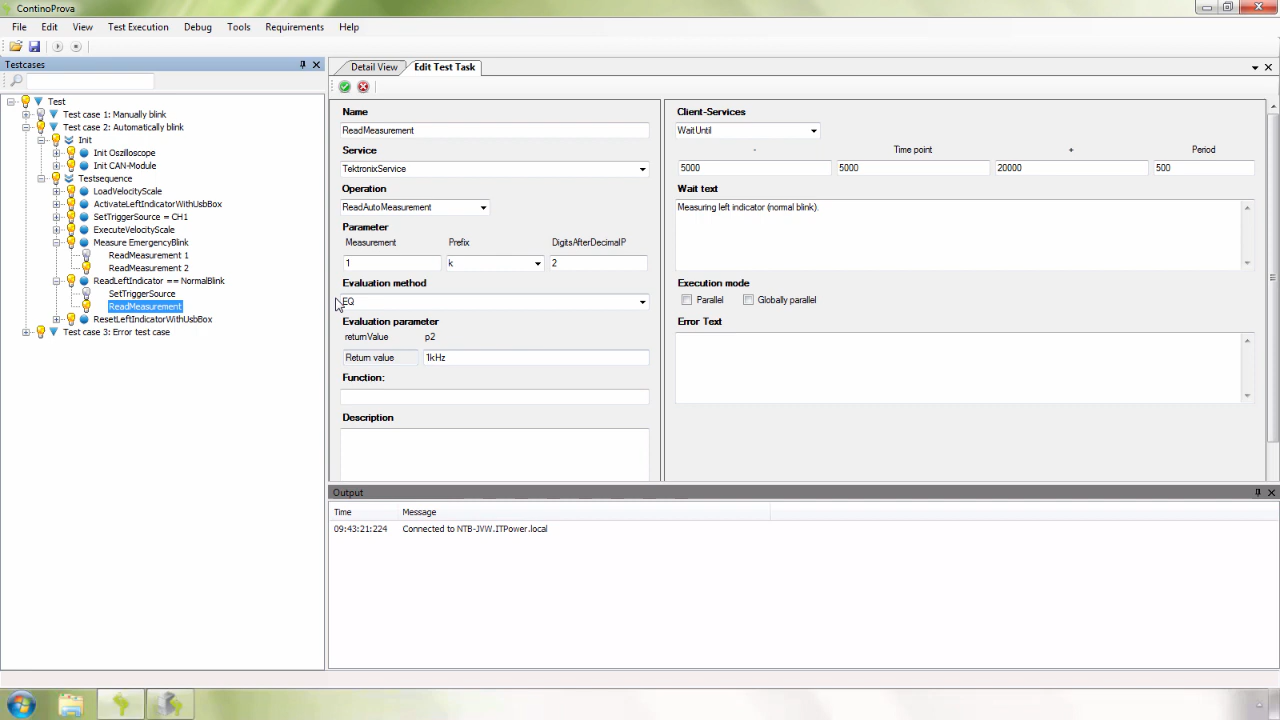 ContinoProva
File Edit View Test Execution Debug Tools Requirements Help
Testcases
Test
Test case 1: Manually blink
Test case 2: Automatically blink
Init
Init Oszilloscope
Init CAN-Module
Testsequence
LoadVelocityScale
ActivateLeftIndicatorWithUsbBox
SetTriggerSource = CH1
ExecuteVelocityScale
Measure EmergencyBlink
ReadMeasurement 1
ReadMeasurement 2
ReadLeftIndicator == NormalBlink
SetTriggerSource
ReadMeasurement
ResetLeftIndicatorWithUsbBox
Test case 3: Error test case
Detail View Edit Test Task
Name
ReadMeasurement
Service
TektronixService
Operation
ReadAutoMeasurement
Parameter
Measurement Prefix DigitsAfterDecimalP
1 k 2
Evaluation method
EQ
Evaluation parameter
returnValue p2
Return value 1kHz
Function:
Description
Client-Services
WaitUntil
- Time point + Period
5000 5000 20000 500
Wait text
Measuring left indicator (normal blink).
Execution mode
Parallel Globally parallel
Error Text
Output
Time Message
09:43:21:224 Connected to NTB-JVW.ITPower.local